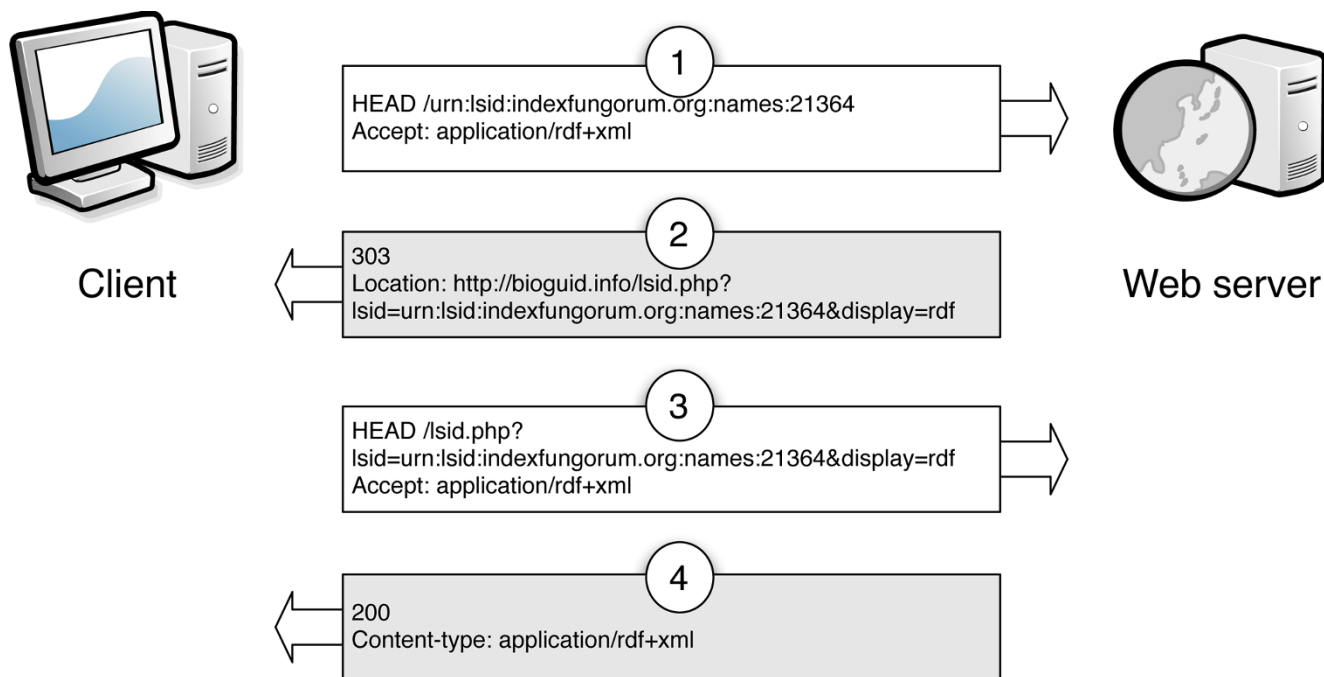 1
HEAD /urn:lsid:indexfungorum.org:names:21364
Accept: application/rdf+xml
2
303
Location: http://bioguid.info/lsid.php?
lsid=urn:lsid:indexfungorum.org:names:21364&display=rdf
Client
Web server
3
HEAD /lsid.php?
lsid=urn:lsid:indexfungorum.org:names:21364&display=rdf
Accept: application/rdf+xml
4
200
Content-type: application/rdf+xml